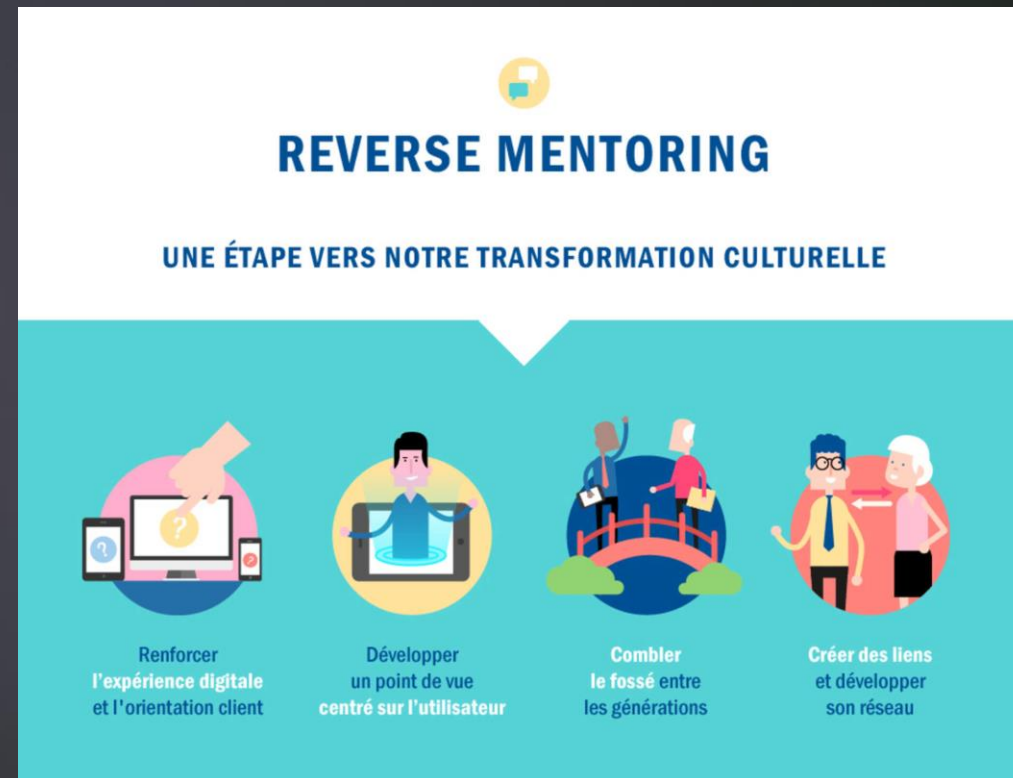 REVERSE MENTORING
UNE ÉTAPE VERS NOTRE TRANSFORMATION CULTURELLE
?
?
?
Renforcer
l'expérience digitale
et l'orientation client
Développer
un point de vue
centré sur l'utilisateur
Combler
le fossé entre
les générations
Créer des liens
et développer
son réseau